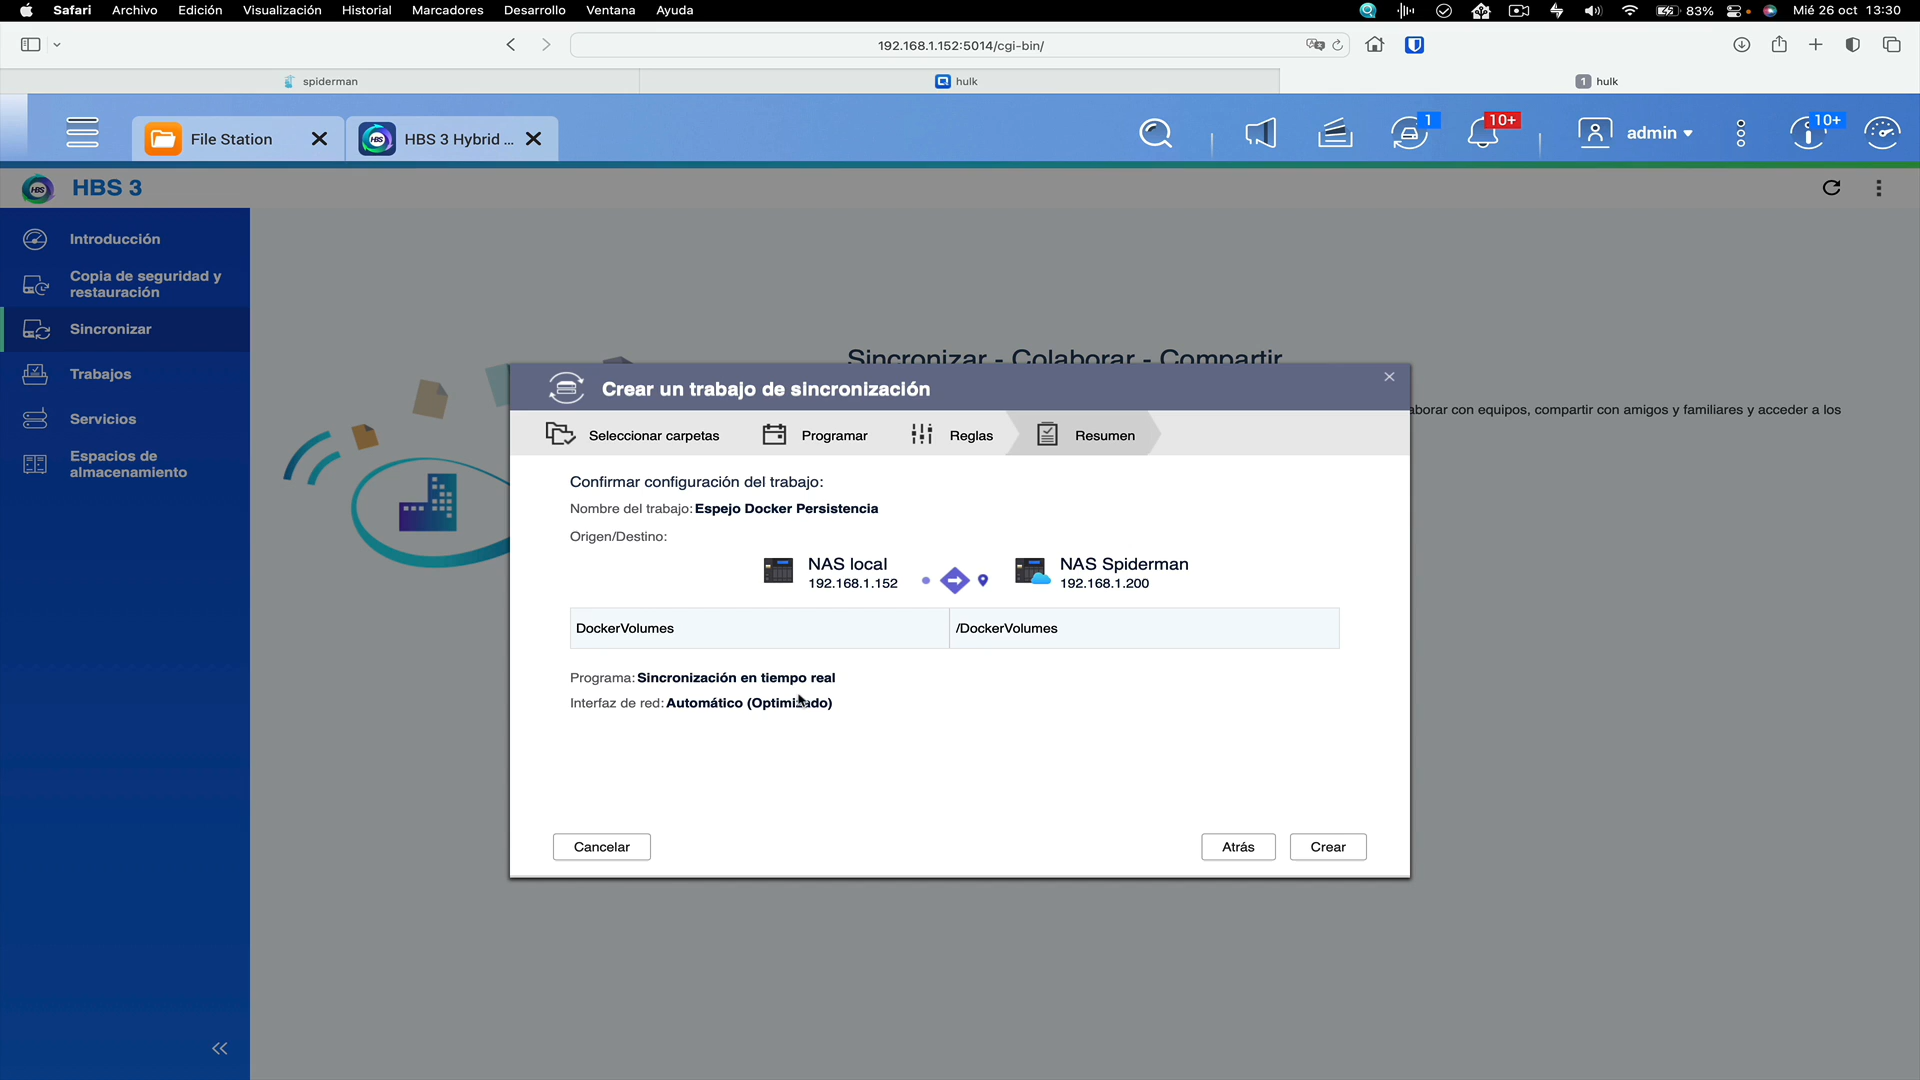 Safari Archivo Edición Visualización Historial Marcadores Desarrollo Ventana Ayuda 83% Mié 26 oct 13:30
192.168.1.152:5014/cgi-bin/
spiderman hulk 1 hulk
File Station HBS 3 Hybrid ... 1 10+ admin 10+
HBS HBS 3
Introducción
Copia de seguridad y
restauración
Sincronizar
Trabajos
Servicios
Espacios de
almacenamiento
Sincronizar - Colaborar - Compartir
aborar con equipos, compartir con amigos y familiares y acceder a los
Crear un trabajo de sincronización
Seleccionar carpetas Programar Reglas Resumen
Confirmar configuración del trabajo:
Nombre del trabajo: Espejo Docker Persistencia
Origen/Destino:
NAS local NAS Spiderman
192.168.1.152 192.168.1.200
DockerVolumes /DockerVolumes
Programa: Sincronización en tiempo real
Interfaz de red: Automático (Optimizado)
Cancelar Atrás Crear